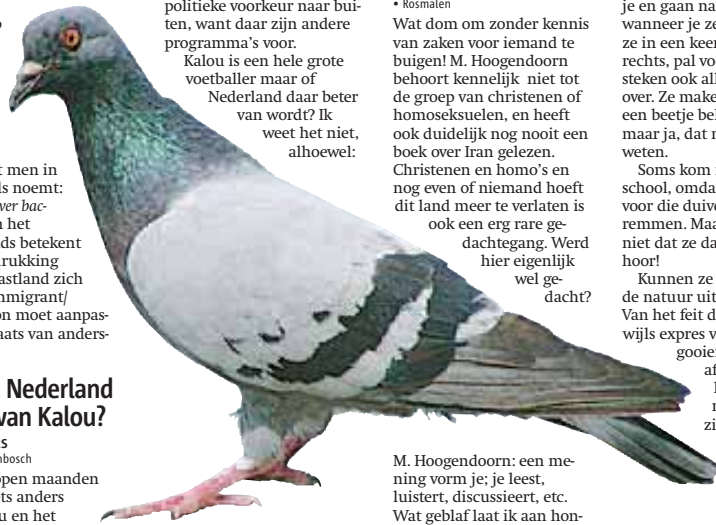 t men in
ls noemt:
ver bac-
n het
ds betekent
drukking
astland zich
mmigrant/
on moet aanpas-
aats van anders-
Nederland
van Kalou?
s
nbosch
open maanden
ts anders
u en het
politieke voorkeur naar bui-
ten, want daar zijn andere
programma's voor.
Kalou is een hele grote
voetballer maar of
Nederland daar beter
van wordt? Ik
weet het niet,
alhoewel:
• Rosmalen
Wat dom om zonder kennis
van zaken voor iemand te
buigen! M. Hoogendoorn
behoort kennelijk niet tot
de groep van christenen of
homoseksuelen, en heeft
ook duidelijk nog nooit een
boek over Iran gelezen.
Christenen en homo's en
nog even of niemand hoeft
dit land meer te verlaten is
ook een erg rare ge-
dachtegang. Werd
hier eigenlijk
wel ge-
dacht?
M. Hoogendoorn: een me-
ning vorm je; je leest,
luistert, discussieert, etc.
Wat geblaf laat ik aan hon-
je en gaan na
wanneer je ze
ze in een keer
rechts, pal vo
steken ook all
over. Ze make
een beetje bel
maar ja, dat m
weten.
Soms kom i
school, omda
voor die duive
remmen. Maa
niet dat ze da
hoor!
Kunnen ze
de natuur uit
Van het feit d
wijls expres v
gooien
af
zi